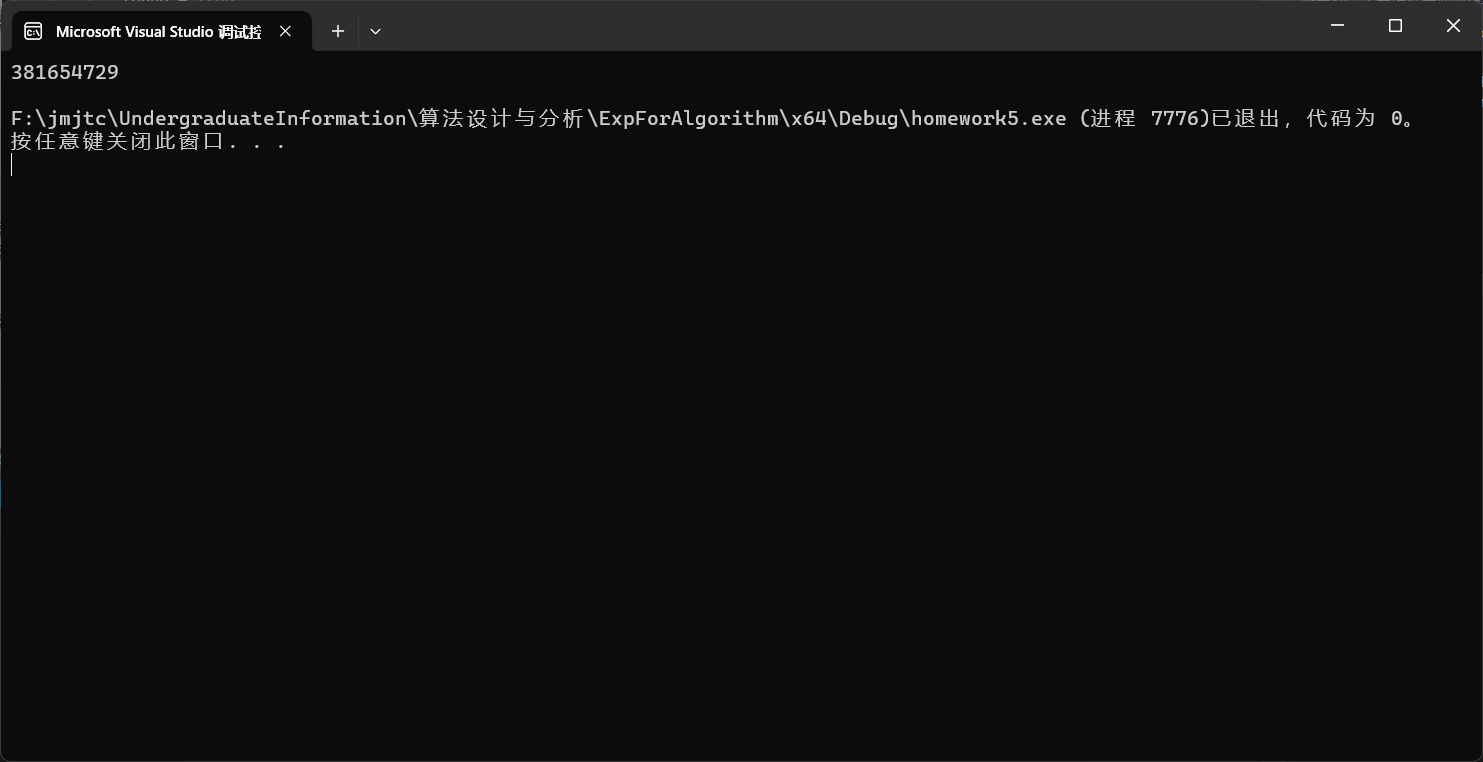 Microsoft Visual Studio 调试控
381654729
F:\jmjtc\UndergraduateInformation\算法设计与分析\ExpForAlgorithm\x64\Debug\homework5.exe (进程 7776)已退出，代码为 0。
按任意键关闭此窗口. . .